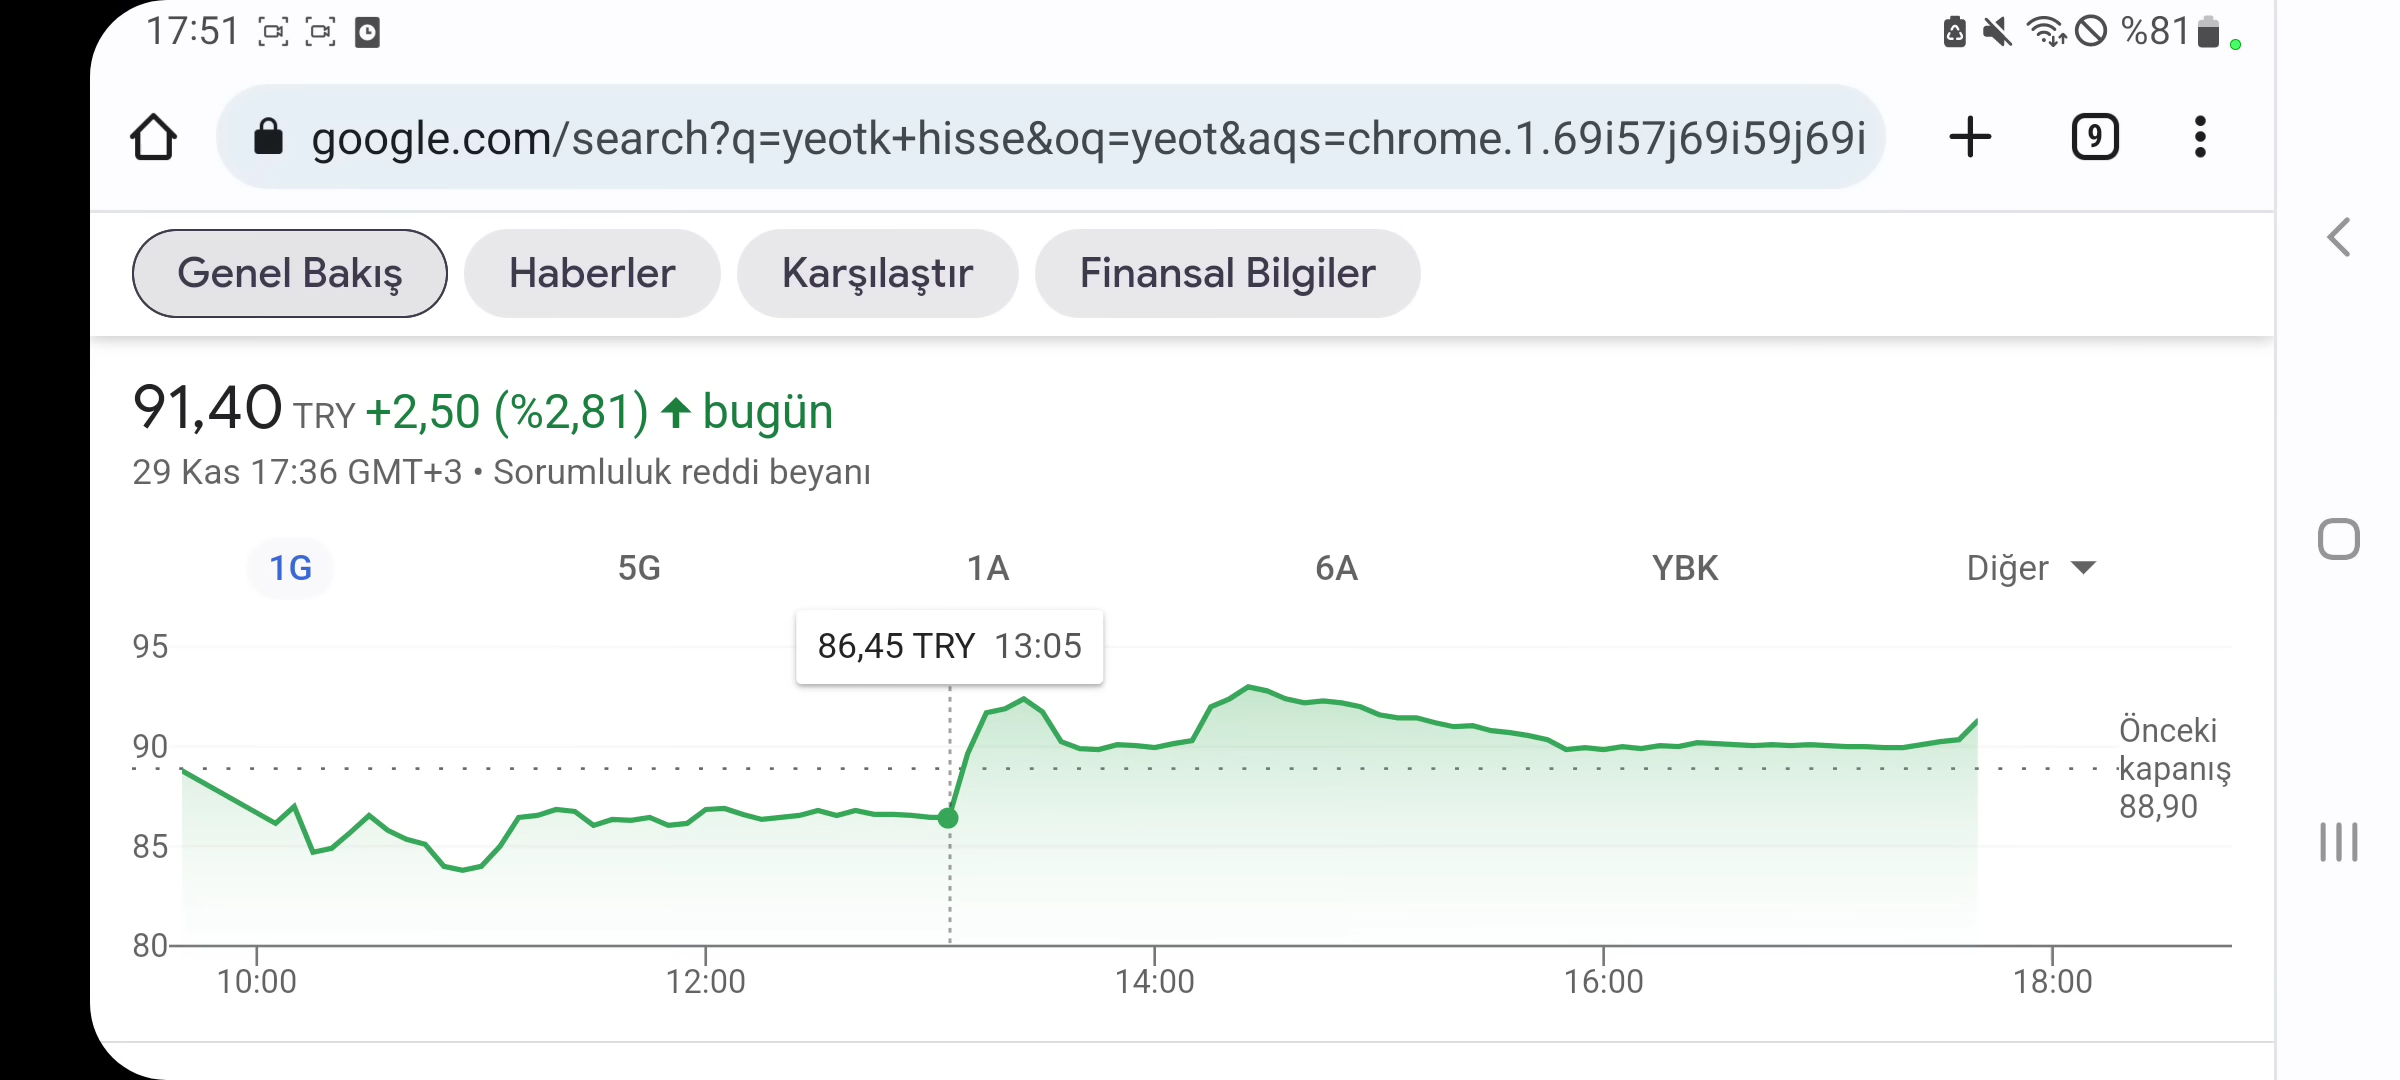 17:51
%81
google.com/search?q=yeotk+hisse&oq=yeot&aqs=chrome.1.69i57j69i59j69i
9
Genel Bakış Haberler Karşılaştır Finansal Bilgiler
91,40 TRY +2,50 (%2,81) bugün
29 Kas 17:36 GMT+3 • Sorumluluk reddi beyanı
1G 5G 1A 6A YBK Diğer
86,45 TRY 13:05
95
90
85
80
Önceki
kapanış
88,90
10:00 12:00 14:00 16:00 18:00